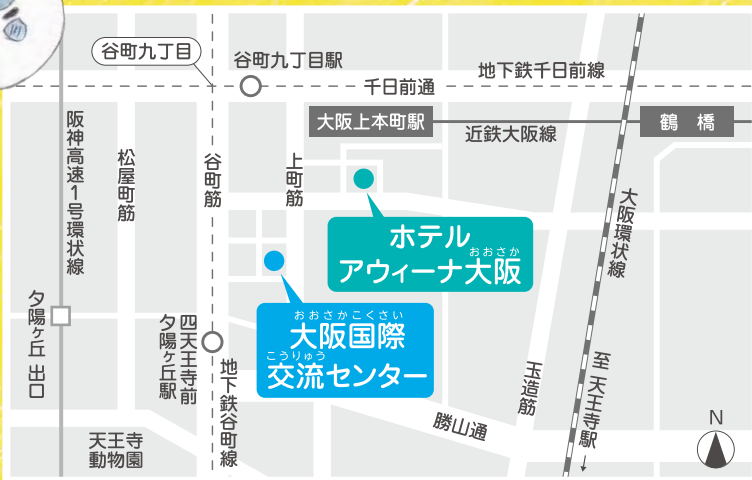 谷町九丁目
谷町九丁目駅
地下鉄千日前線
千日前通
大阪上本町駅
近鉄大阪線
鶴橋
阪神高速1号環状線
松屋町筋
谷町筋
上町筋
大阪環状線
ホテル
おおさか
アウィーナ大阪
おおさかこくさい
大阪国際
こうりゅう
交流センター
夕陽ヶ丘 出口
四天王寺前
夕陽ヶ丘駅
地下鉄谷町線
玉造筋
至 天王寺駅
勝山通
天王寺
動物園
N